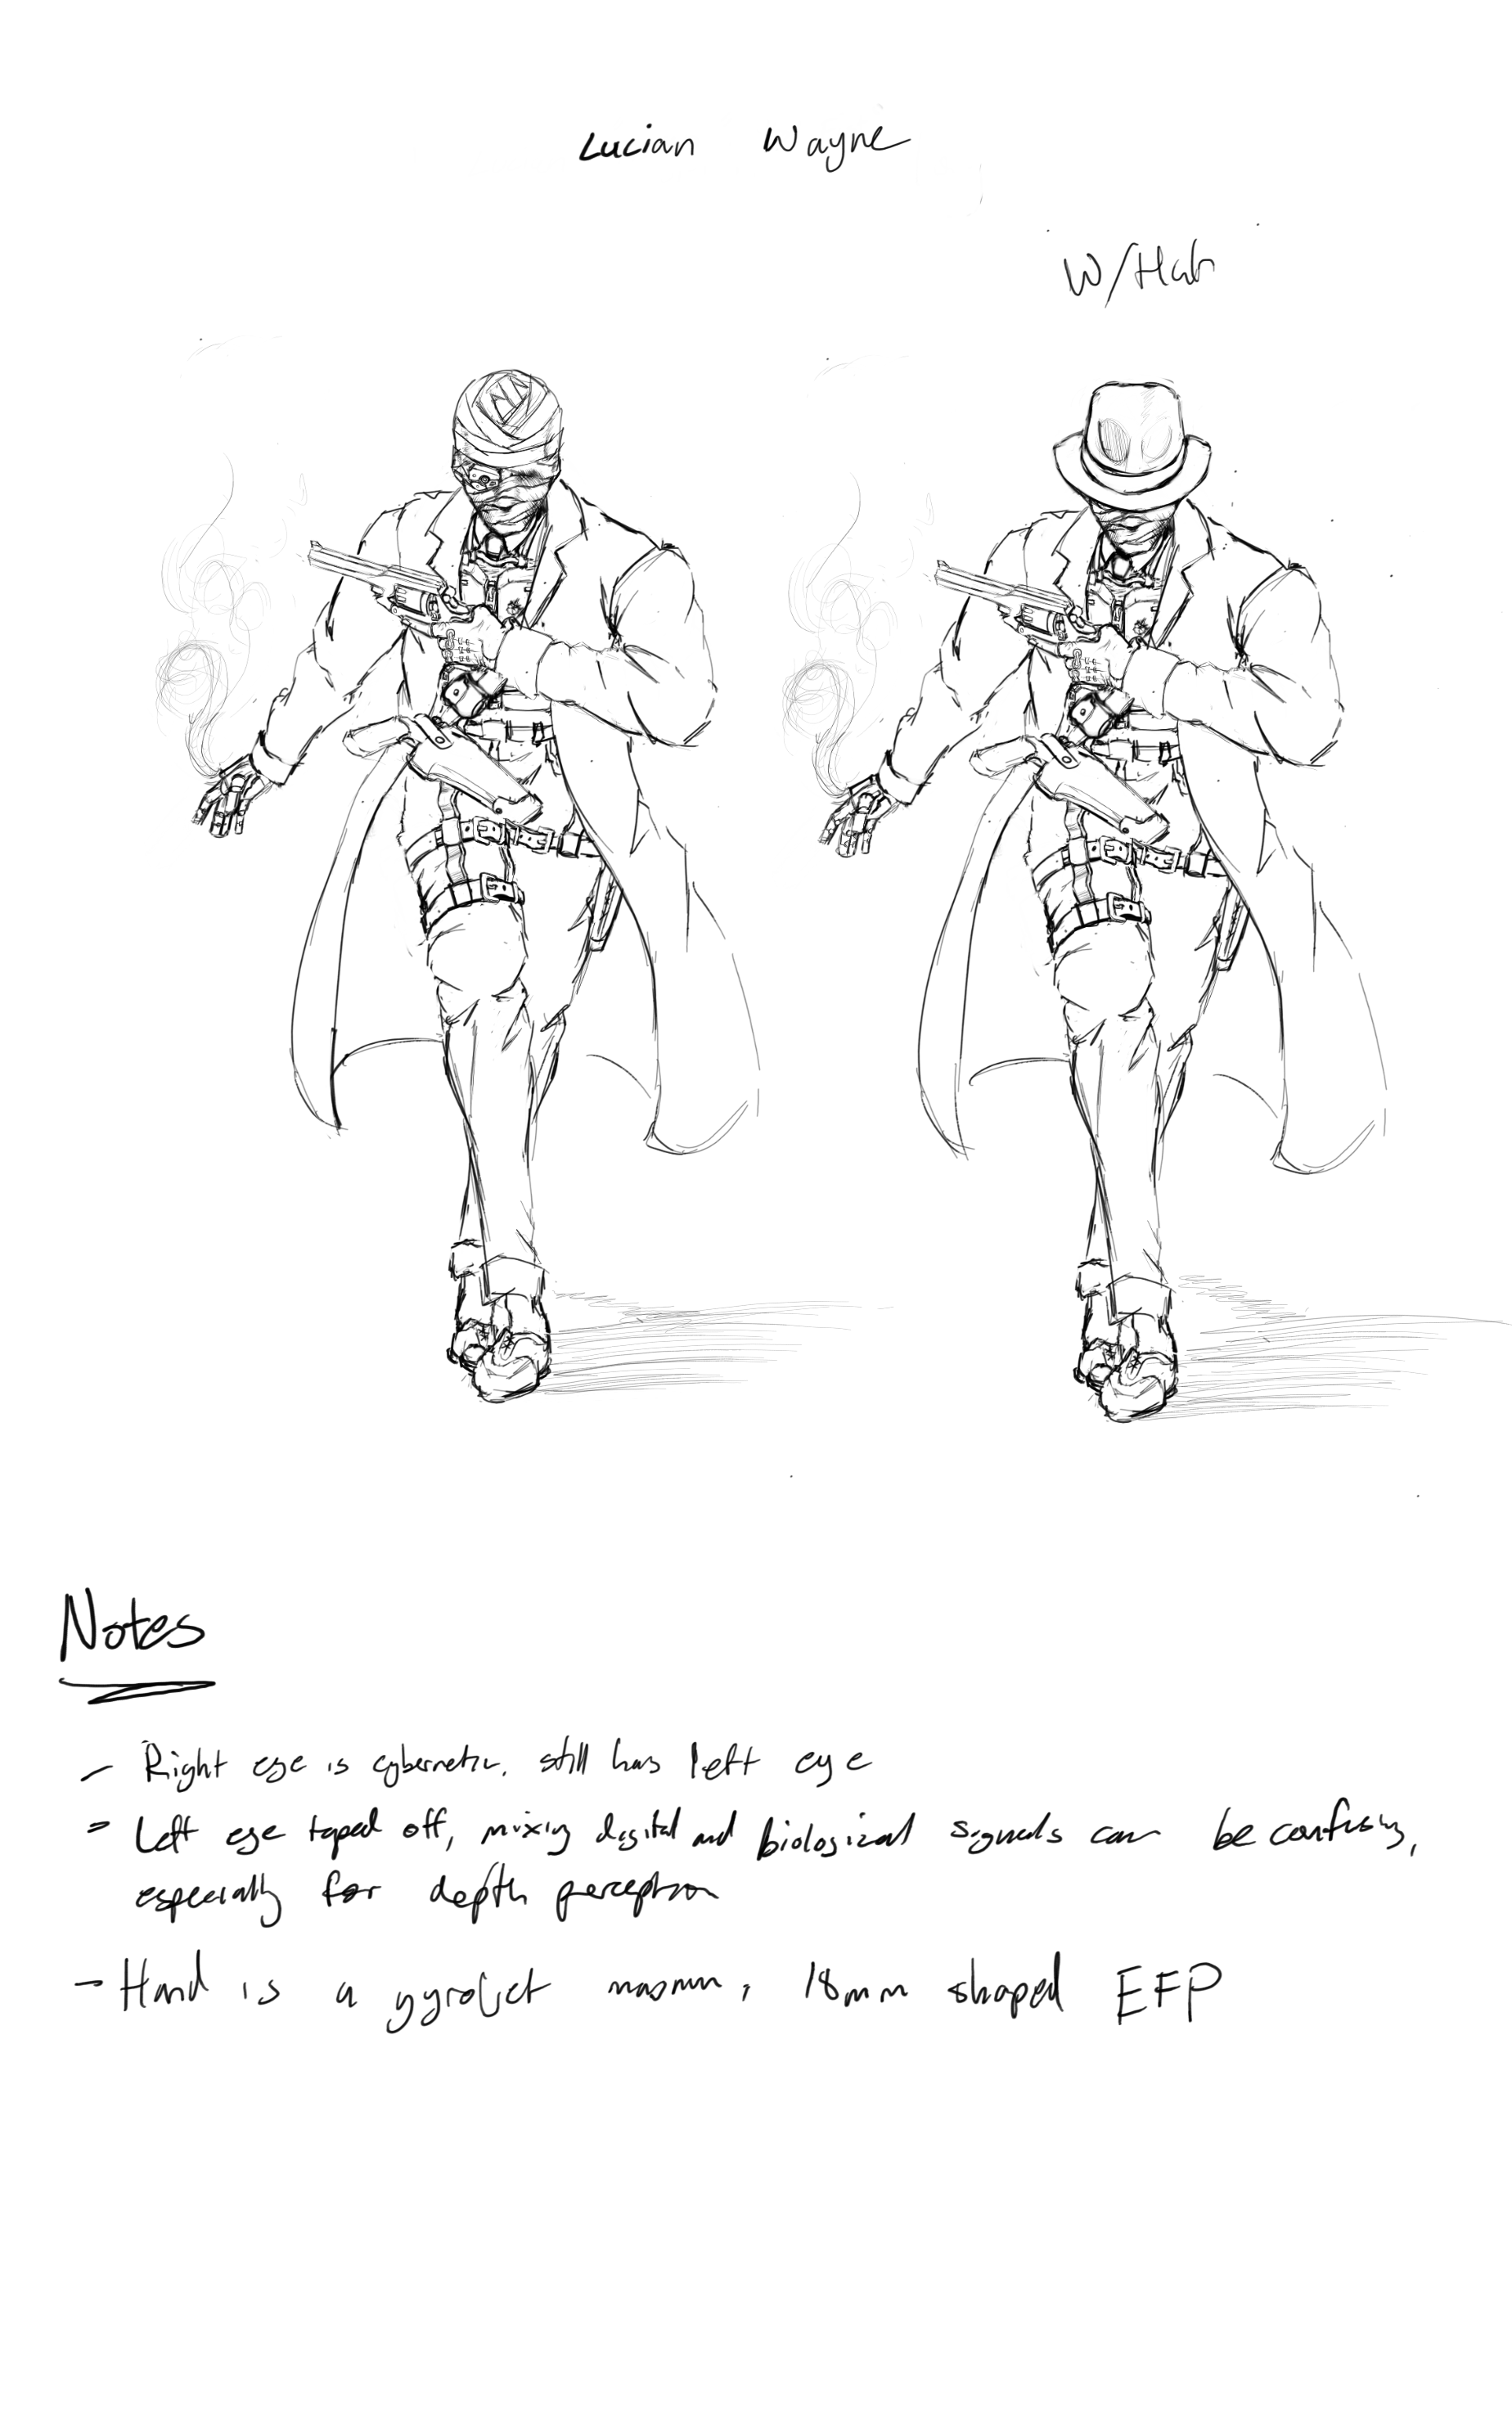 Lucian Wayne
W/Hat
Notes
- Right eye is cybernetic, still has left eye
- Left eye taped off, mixing digital and biological signals can be confusing,
especially for depth perception
- Hand is a gyrojet, 18mm shaped EFP